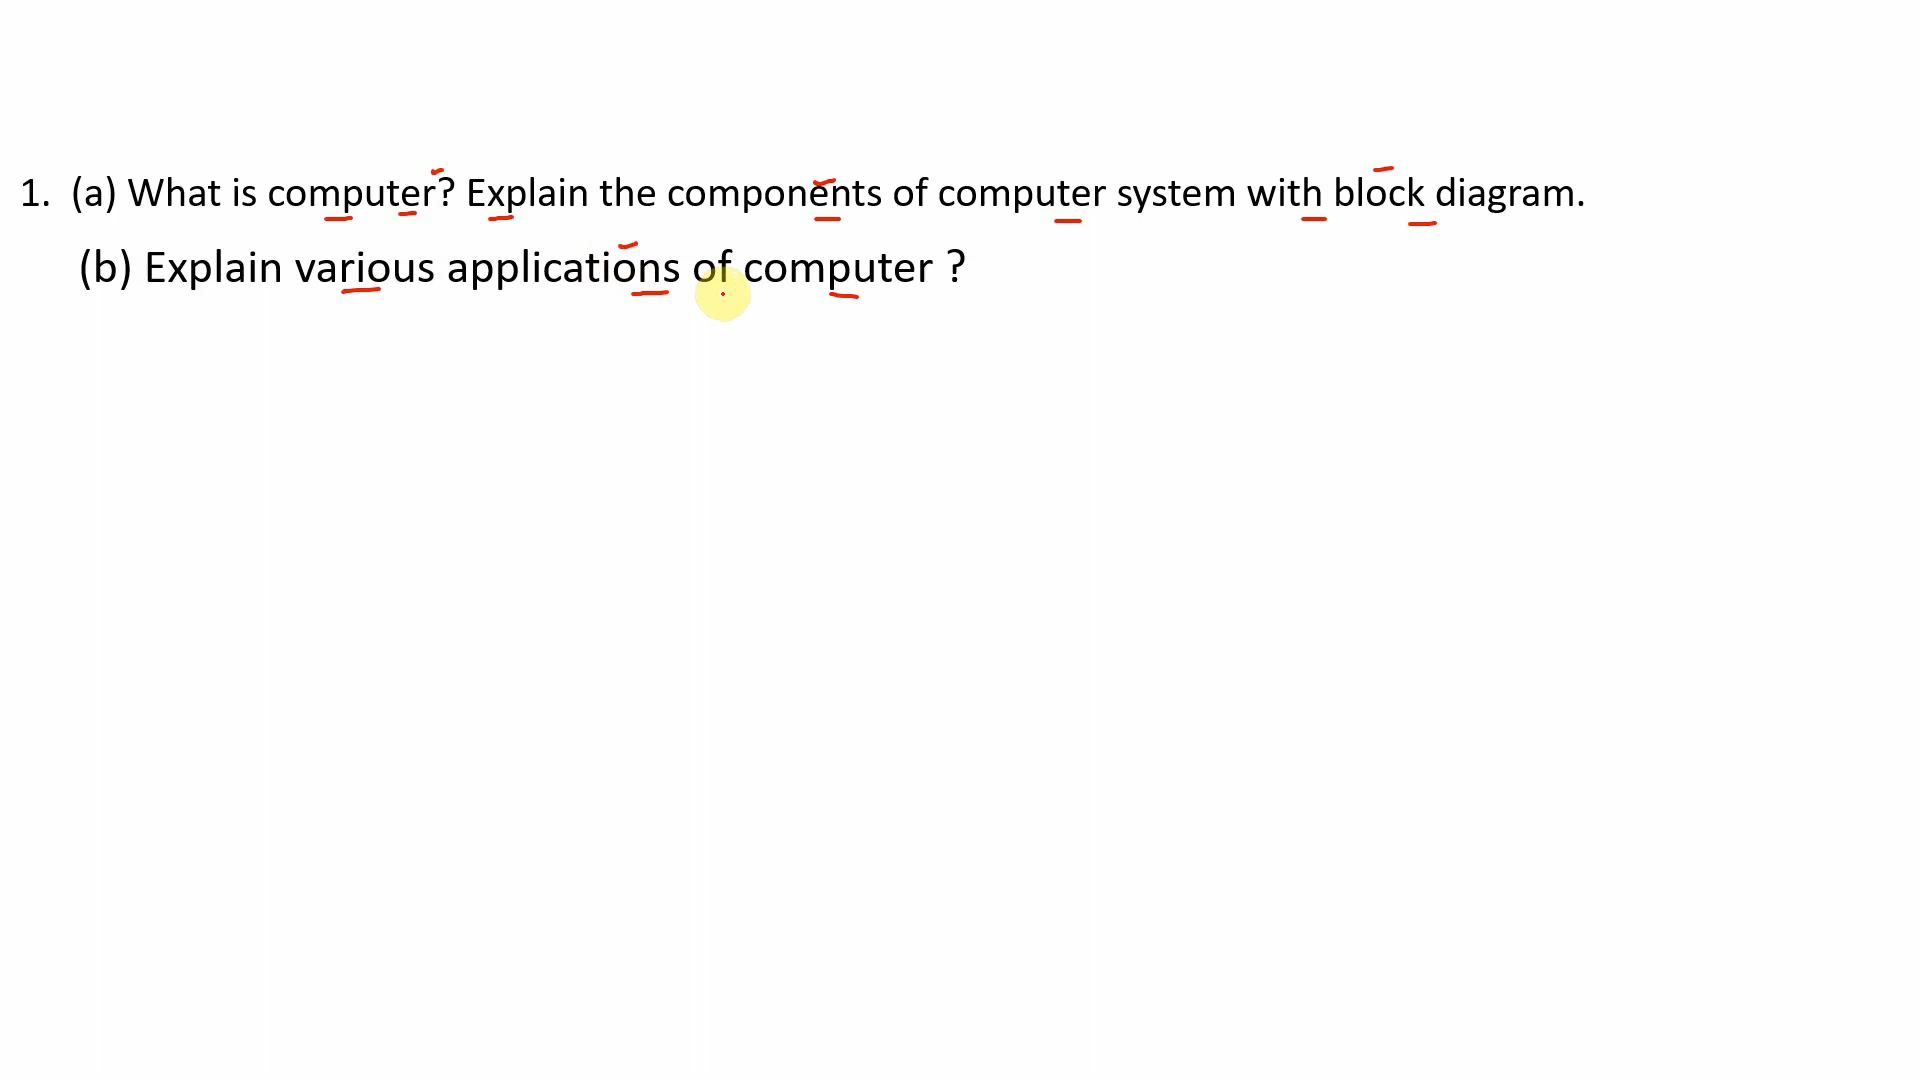 1. (a) What is computer? Explain the components of computer system with block diagram.
(b) Explain various applications of computer ?